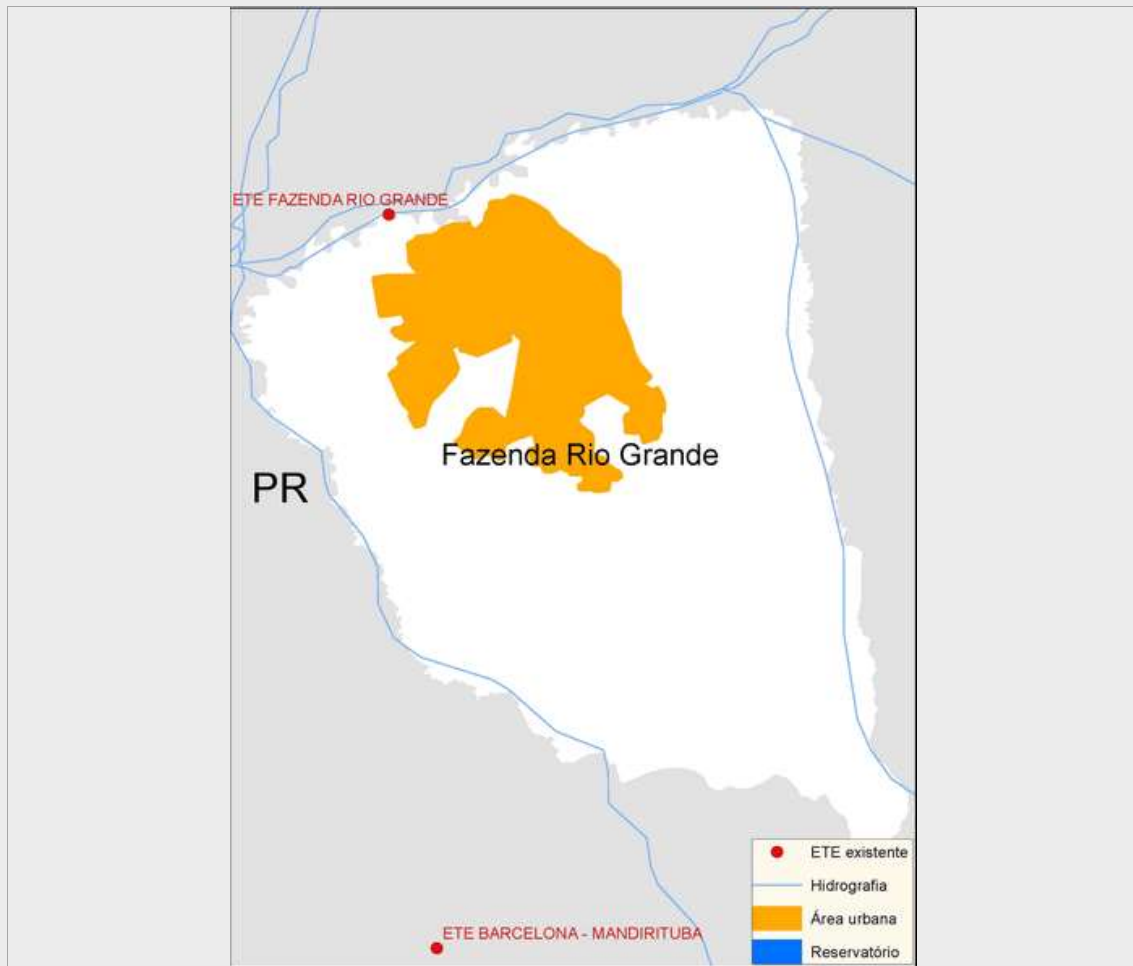 ETE FAZENDA RIO GRANDE
Fazenda Rio Grande
PR
ETE existente
Hidrografia
Área urbana
Reservatório
ETE BARCELONA - MANDIRITUBA